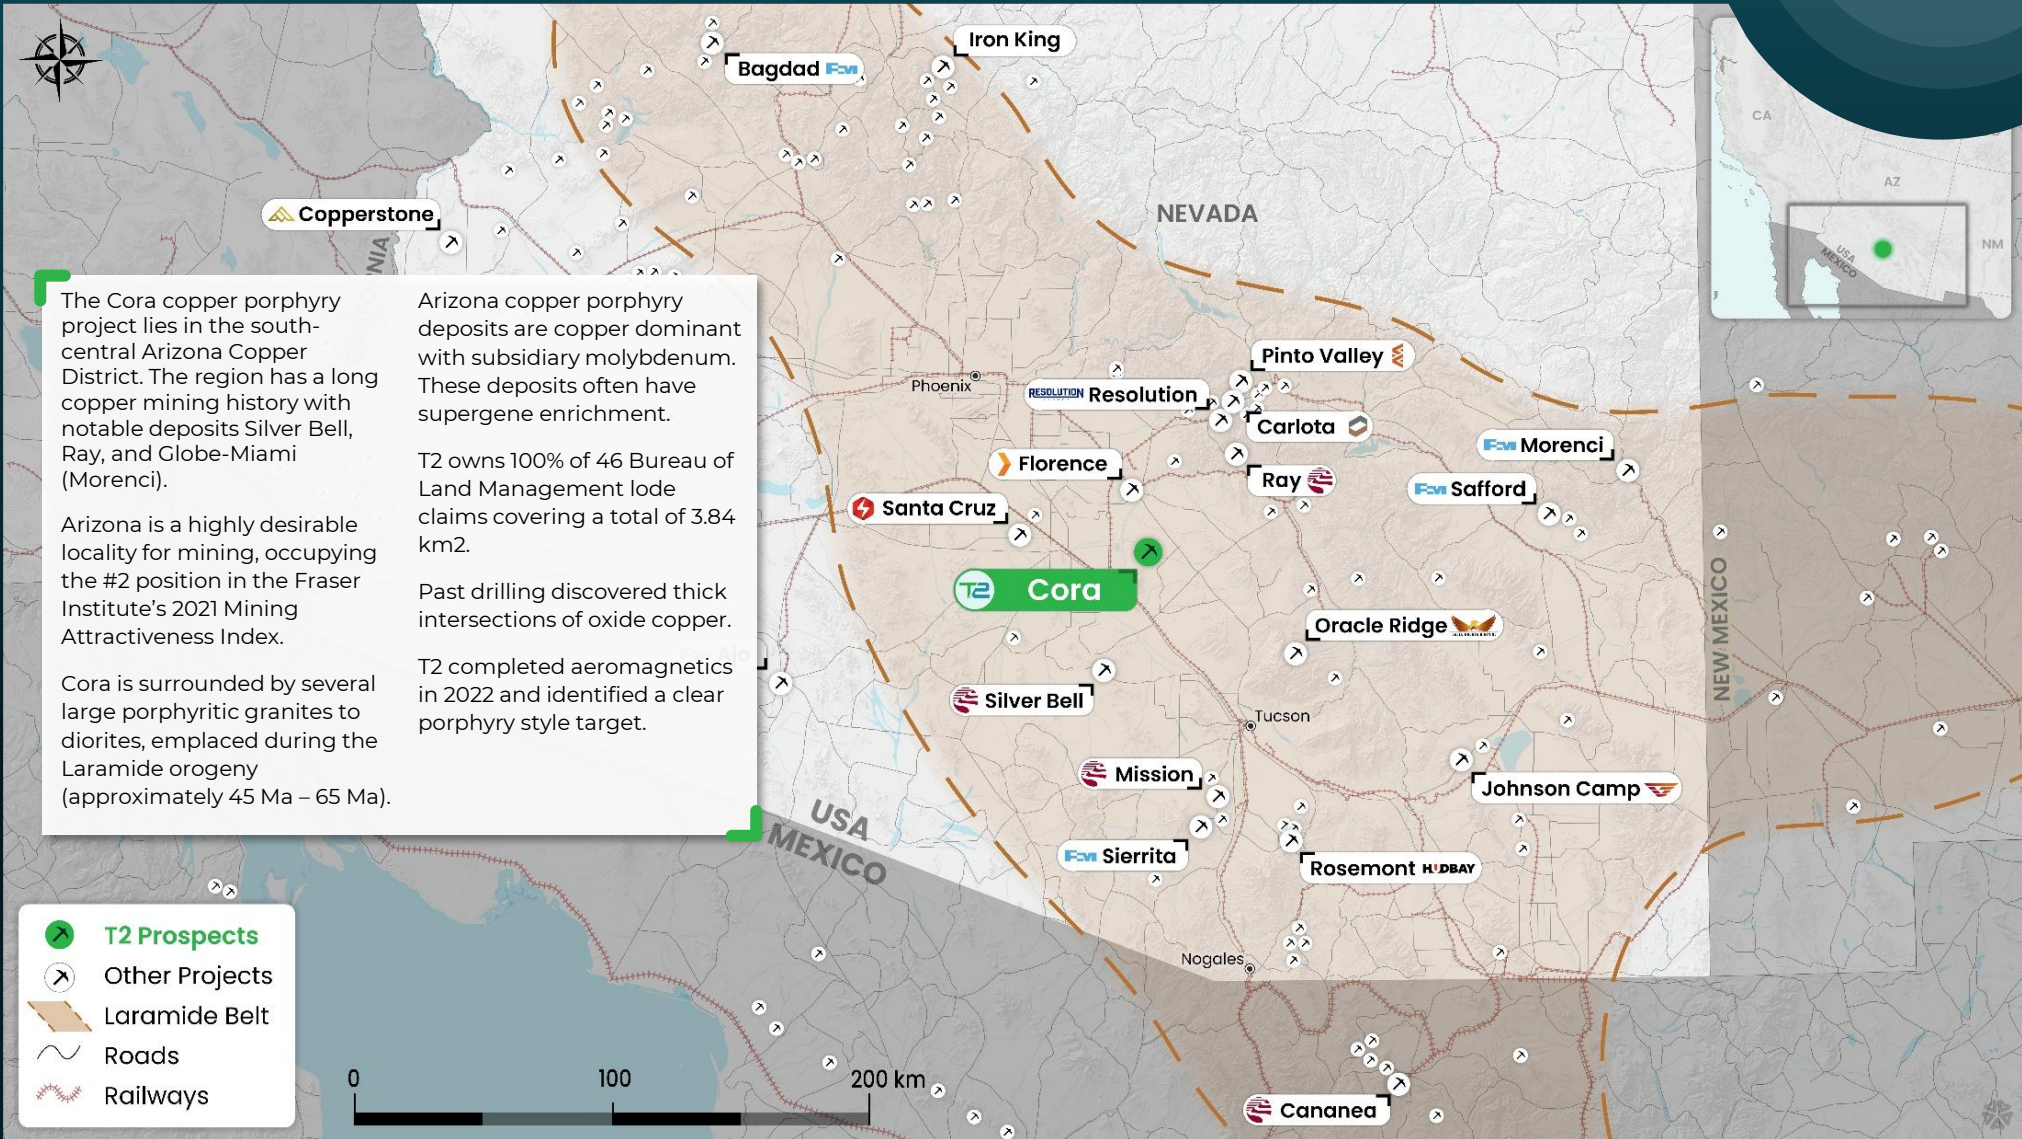 Iron King
Bagdad FCM
Copperstone
NEVADA
CA
AZ
NM
USA
MEXICO
The Cora copper porphyry
project lies in the south-
central Arizona Copper
District. The region has a long
copper mining history with
notable deposits Silver Bell,
Ray, and Globe-Miami
(Morenci).
Arizona is a highly desirable
locality for mining, occupying
the #2 position in the Fraser
Institute's 2021 Mining
Attractiveness Index.
Cora is surrounded by several
large porphyritic granites to
diorites, emplaced during the
Laramide orogeny
(approximately 45 Ma – 65 Ma).
Arizona copper porphyry
deposits are copper dominant
with subsidiary molybdenum.
These deposits often have
supergene enrichment.
T2 owns 100% of 46 Bureau of
Land Management lode
claims covering a total of 3.84
km2.
Past drilling discovered thick
intersections of oxide copper.
T2 completed aeromagnetics
in 2022 and identified a clear
porphyry style target.
Phoenix
Pinto Valley
RESOLUTION Resolution
Carlota
Florence
Ray
FCM Morenci
FCM Safford
Santa Cruz
T2 Cora
Oracle Ridge
NEW MEXICO
Silver Bell
Tucson
Mission
Johnson Camp
FCM Sierrita
Rosemont HUDBAY
USA
MEXICO
Nogales
Cananea
T2 Prospects
Other Projects
Laramide Belt
Roads
Railways
0 100 200 km